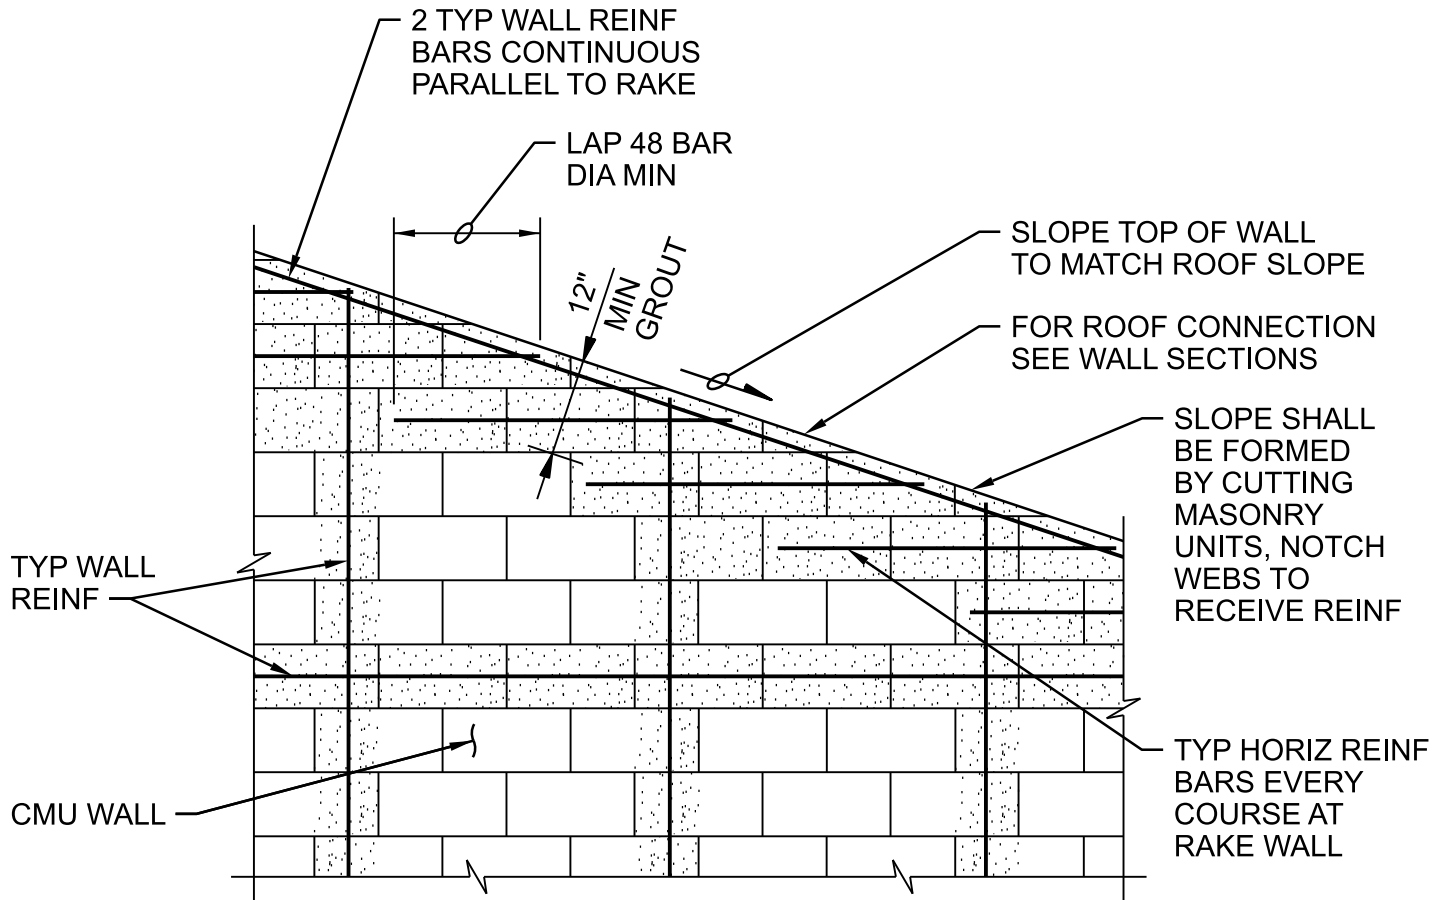 2 TYP WALL REINF
BARS CONTINUOUS
PARALLEL TO RAKE
LAP 48 BAR
DIA MIN
12"
MIN
GROUT
SLOPE TOP OF WALL
TO MATCH ROOF SLOPE
FOR ROOF CONNECTION
SEE WALL SECTIONS
SLOPE SHALL
BE FORMED
BY CUTTING
MASONRY
UNITS, NOTCH
WEBS TO
RECEIVE REINF
TYP WALL
REINF
TYP HORIZ REINF
BARS EVERY
COURSE AT
RAKE WALL
CMU WALL